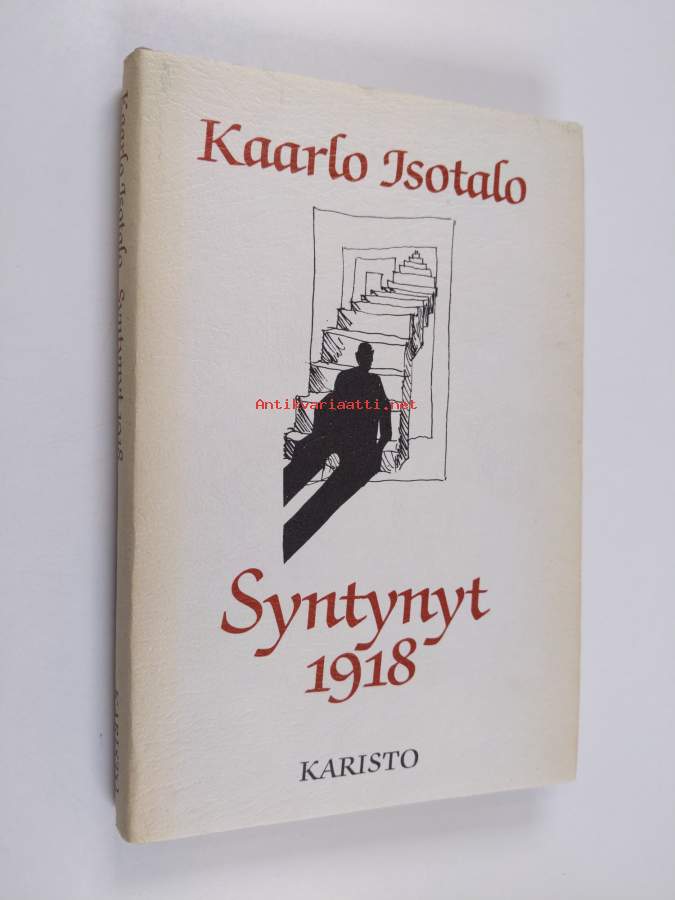 Kaarlo Isotalo
Antikvariaatti.net
Syntynyt
1918
KARISTO
Kaarlo Isotalo Syntynyt 1918
KARISTO